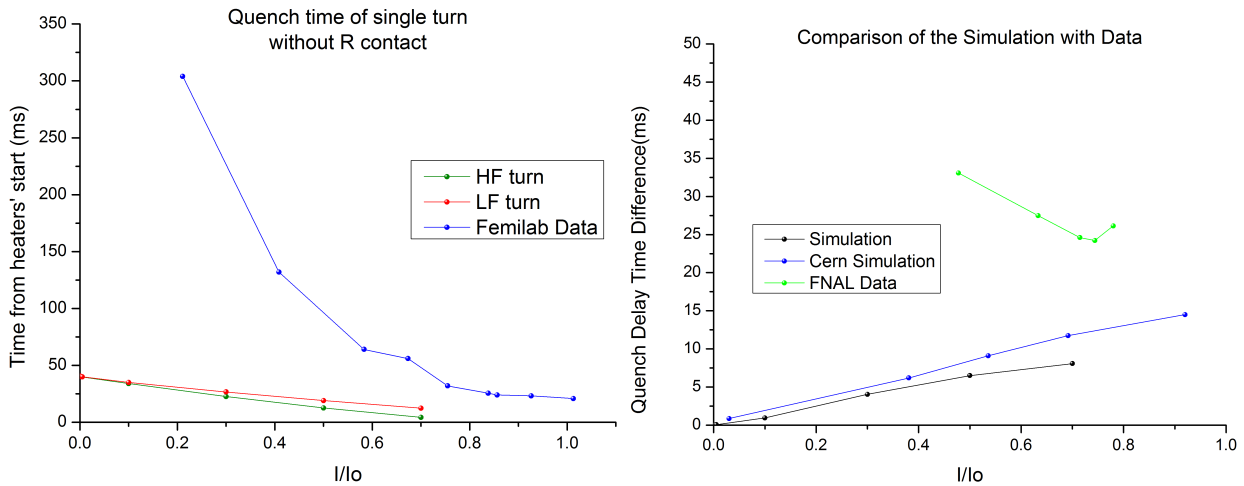 Quench time of single turn
without R contact
Time from heaters' start (ms)
350
300
250
200
150
100
50
0
HF turn
LF turn
Femilab Data
0.0 0.2 0.4 0.6 0.8 1.0
I/Io
Comparison of the Simulation with Data
Quench Delay Time Difference(ms)
50
45
40
35
30
25
20
15
10
5
0
Simulation
Cern Simulation
FNAL Data
0.0 0.2 0.4 0.6 0.8 1.0
I/Io